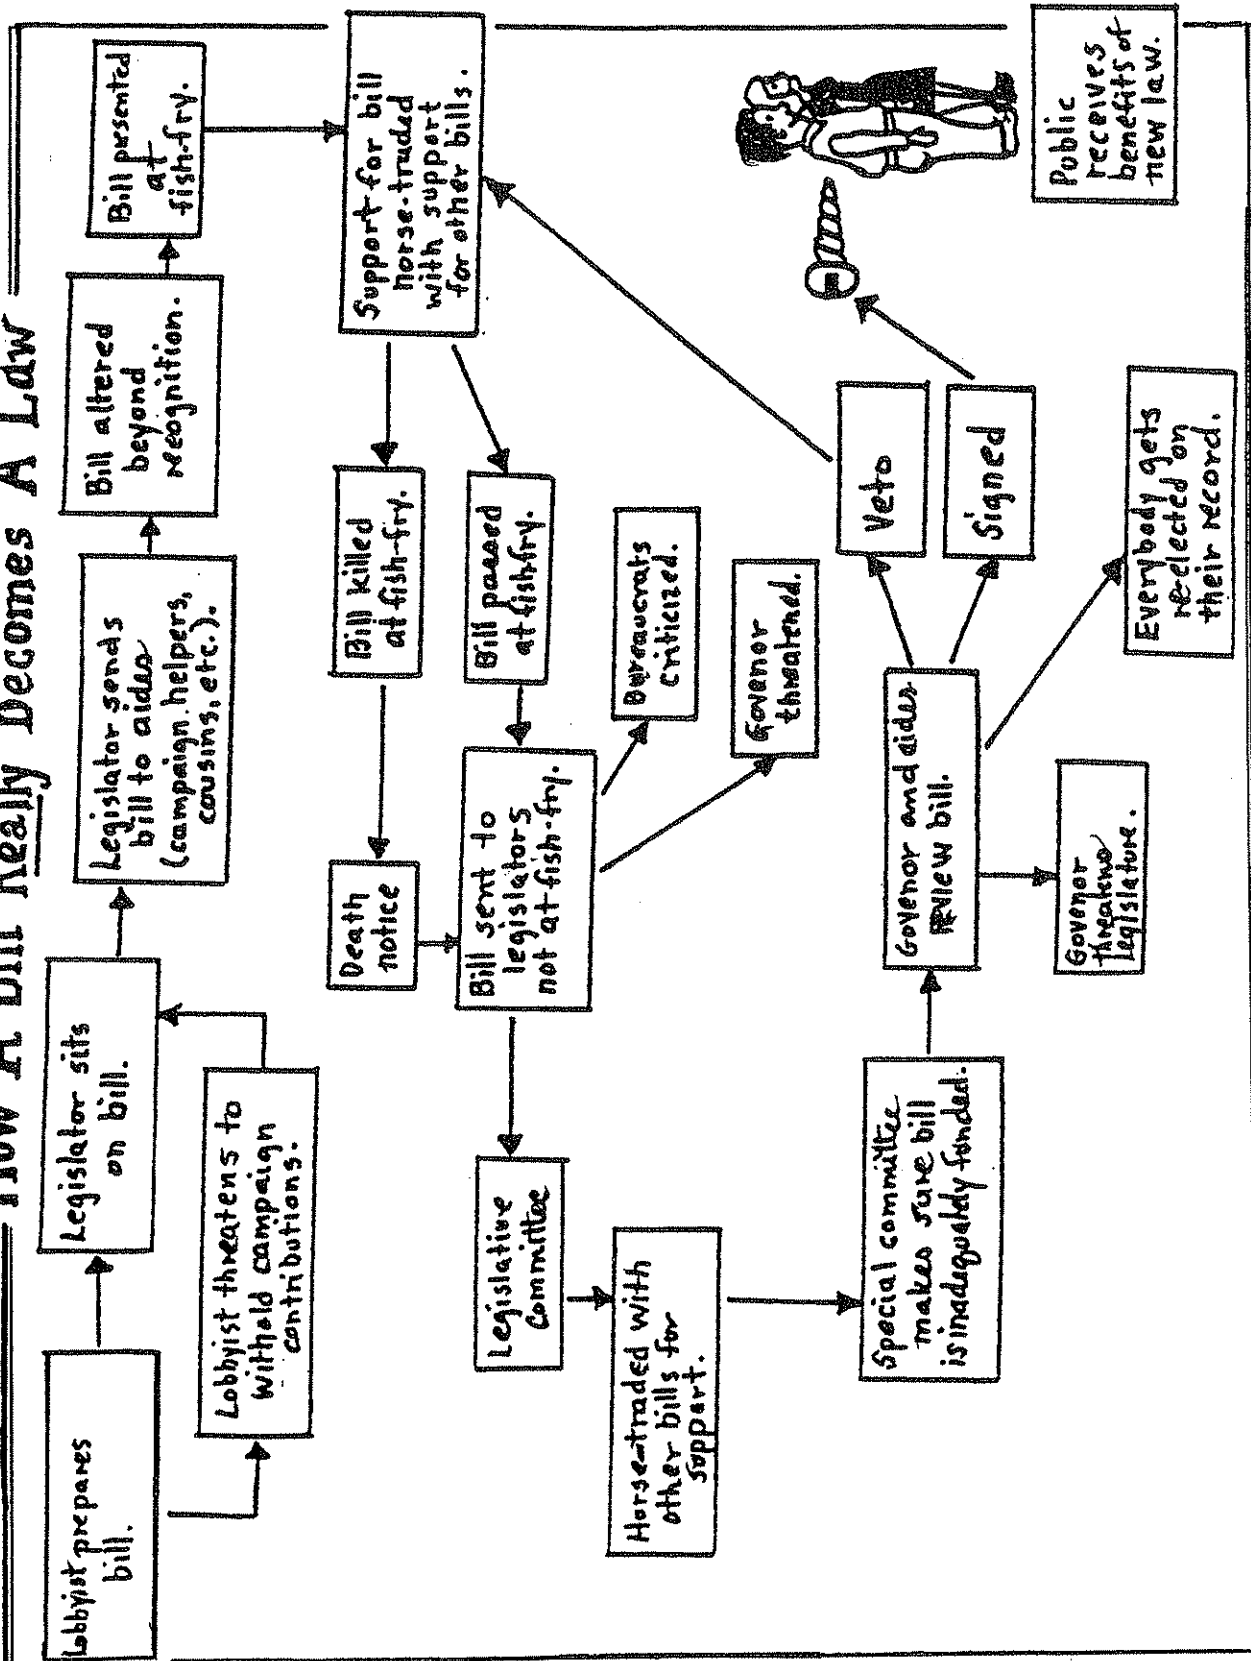 How A Bill Really Becomes A Law
Lobbyist prepares
bill.
Legislator sits
on bill.
Lobbyist threatens to
withhold campaign
contributions.
Legislator sends
bill to aides
(campaign helpers,
cousins, etc.).
Bill altered
beyond
recognition.
Bill presented
at
fish-fry.
Support for bill
horse-traded
with support
for other bills.
Bill killed
at fish-fry.
Bill passed
at fish-fry.
Death
notice
Bill sent to
legislators
not at fish-fry.
Bureaucrats
criticized.
Governor
threatened.
Legislative
Committee
Horse-traded with
other bills for
support.
Special committee
makes sure bill
is inadequately funded.
Governor and aides
review bill.
Governor
threatens
legislature.
Veto
Signed
Everybody gets
re-elected on
their record.
Public
receives
benefits of
new law.